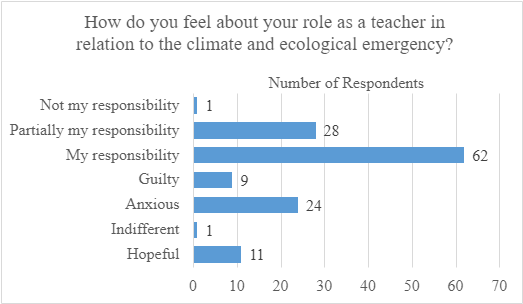 How do you feel about your role as a teacher in
relation to the climate and ecological emergency?
Number of Respondents
Not my responsibility 1
Partially my responsibility 28
My responsibility 62
Guilty 9
Anxious 24
Indifferent 1
Hopeful 11
0 10 20 30 40 50 60 70